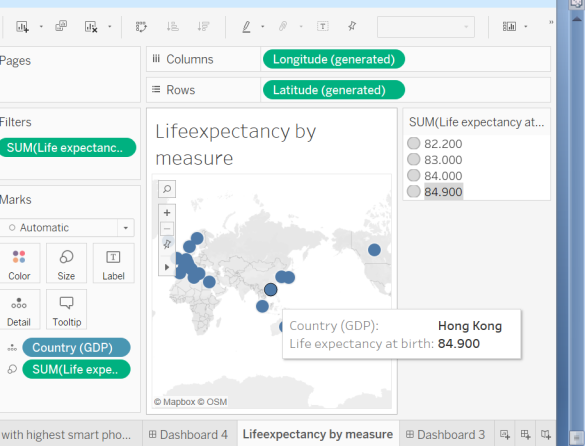 Pages
Columns
Longitude (generated)
Rows
Latitude (generated)
Filters
SUM(Life expectanc..
Marks
Automatic
Color
Size
Label
Detail
Tooltip
Country (GDP)
SUM(Life expe..
Lifeexpectancy by
measure
Country (GDP): Hong Kong
Life expectancy at birth: 84.900
© Mapbox © OSM
SUM(Life expectancy at...
82.200
83.000
84.000
84.900
with highest smart pho...
Dashboard 4
Lifeexpectancy by measure
Dashboard 3